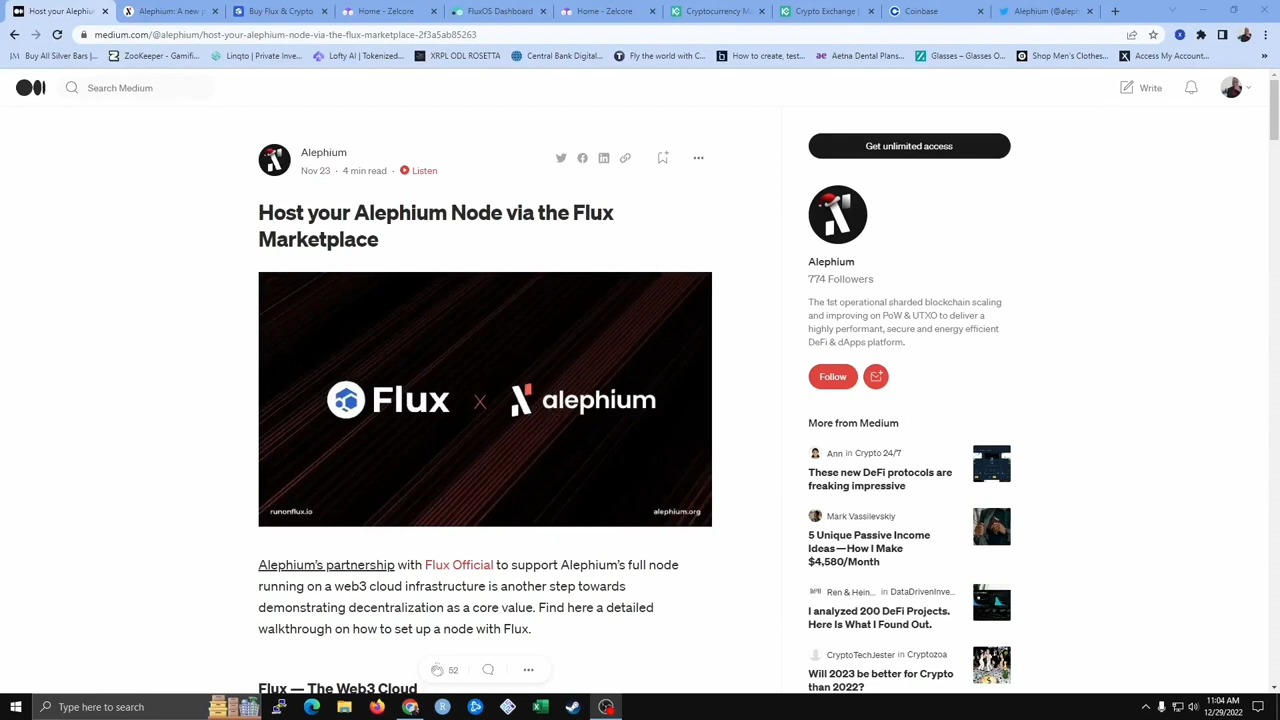 Host your Alephium
Alephium: A new p
Home / Twitter
Home - Zelcore
Cryptocurrency Ma
Bitcoin (BTC) Block
Coinbase
Alephium (@aleph
medium.com/@alephium/host-your-alephium-node-via-the-flux-marketplace-2f3a5ab85263
Buy All Silver Bars |...
ZooKeeper - Gamifi...
Linqto | Private Inve...
Lofty AI | Tokenized...
XRPL ODL ROSETTA
Central Bank Digital...
Fly the world with C...
How to create, test...
Aetna Dental Plans...
Glasses – Glasses O...
Shop Men's Clothes...
Access My Account...
Search Medium
Write
Alephium
Nov 23 · 4 min read · Listen
Host your Alephium Node via the Flux
Marketplace
Flux x alephium
runonflux.io
alephium.org
Alephium's partnership with Flux Official to support Alephium's full node
running on a web3 cloud infrastructure is another step towards
demonstrating decentralization as a core value. Find here a detailed
walkthrough on how to set up a node with Flux.
52
Flux — The Web3 Cloud
Get unlimited access
Alephium
774 Followers
The 1st operational sharded blockchain scaling
and improving on PoW & UTXO to deliver a
highly performant, secure and energy efficient
DeFi & dApps platform.
Follow
More from Medium
Ann in Crypto 24/7
These new DeFi protocols are
freaking impressive
Mark Vassilevskiy
5 Unique Passive Income
Ideas — How I Make
$4,580/Month
Ren & Hein... in DataDrivenInve...
I analyzed 200 DeFi Projects.
Here Is What I Found Out.
CryptoTechJester in Cryptozoa
Will 2023 be better for Crypto
than 2022?
Type here to search
11:04 AM
12/29/2022